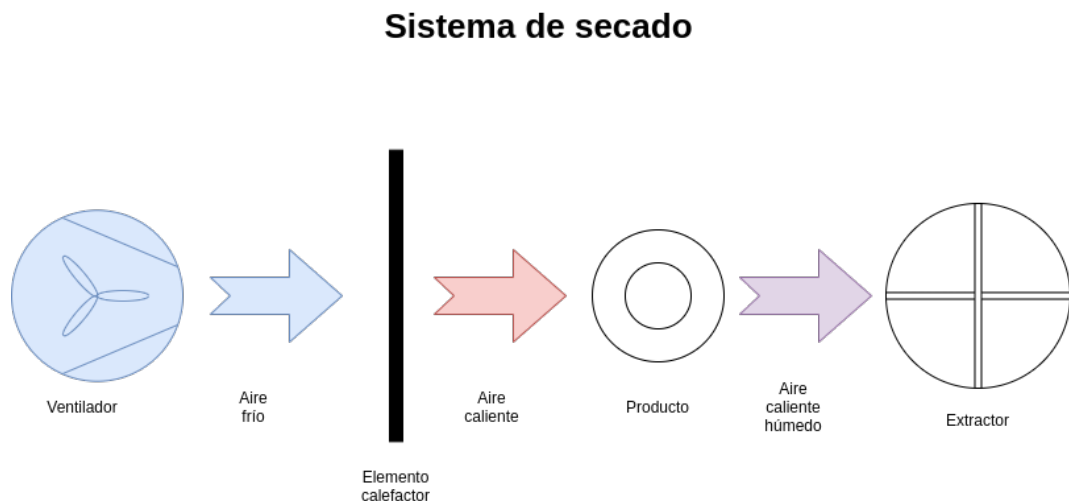 Sistema de secado
Ventilador
Aire
frío
Elemento
calefactor
Aire
caliente
Producto
Aire
caliente
húmedo
Extractor